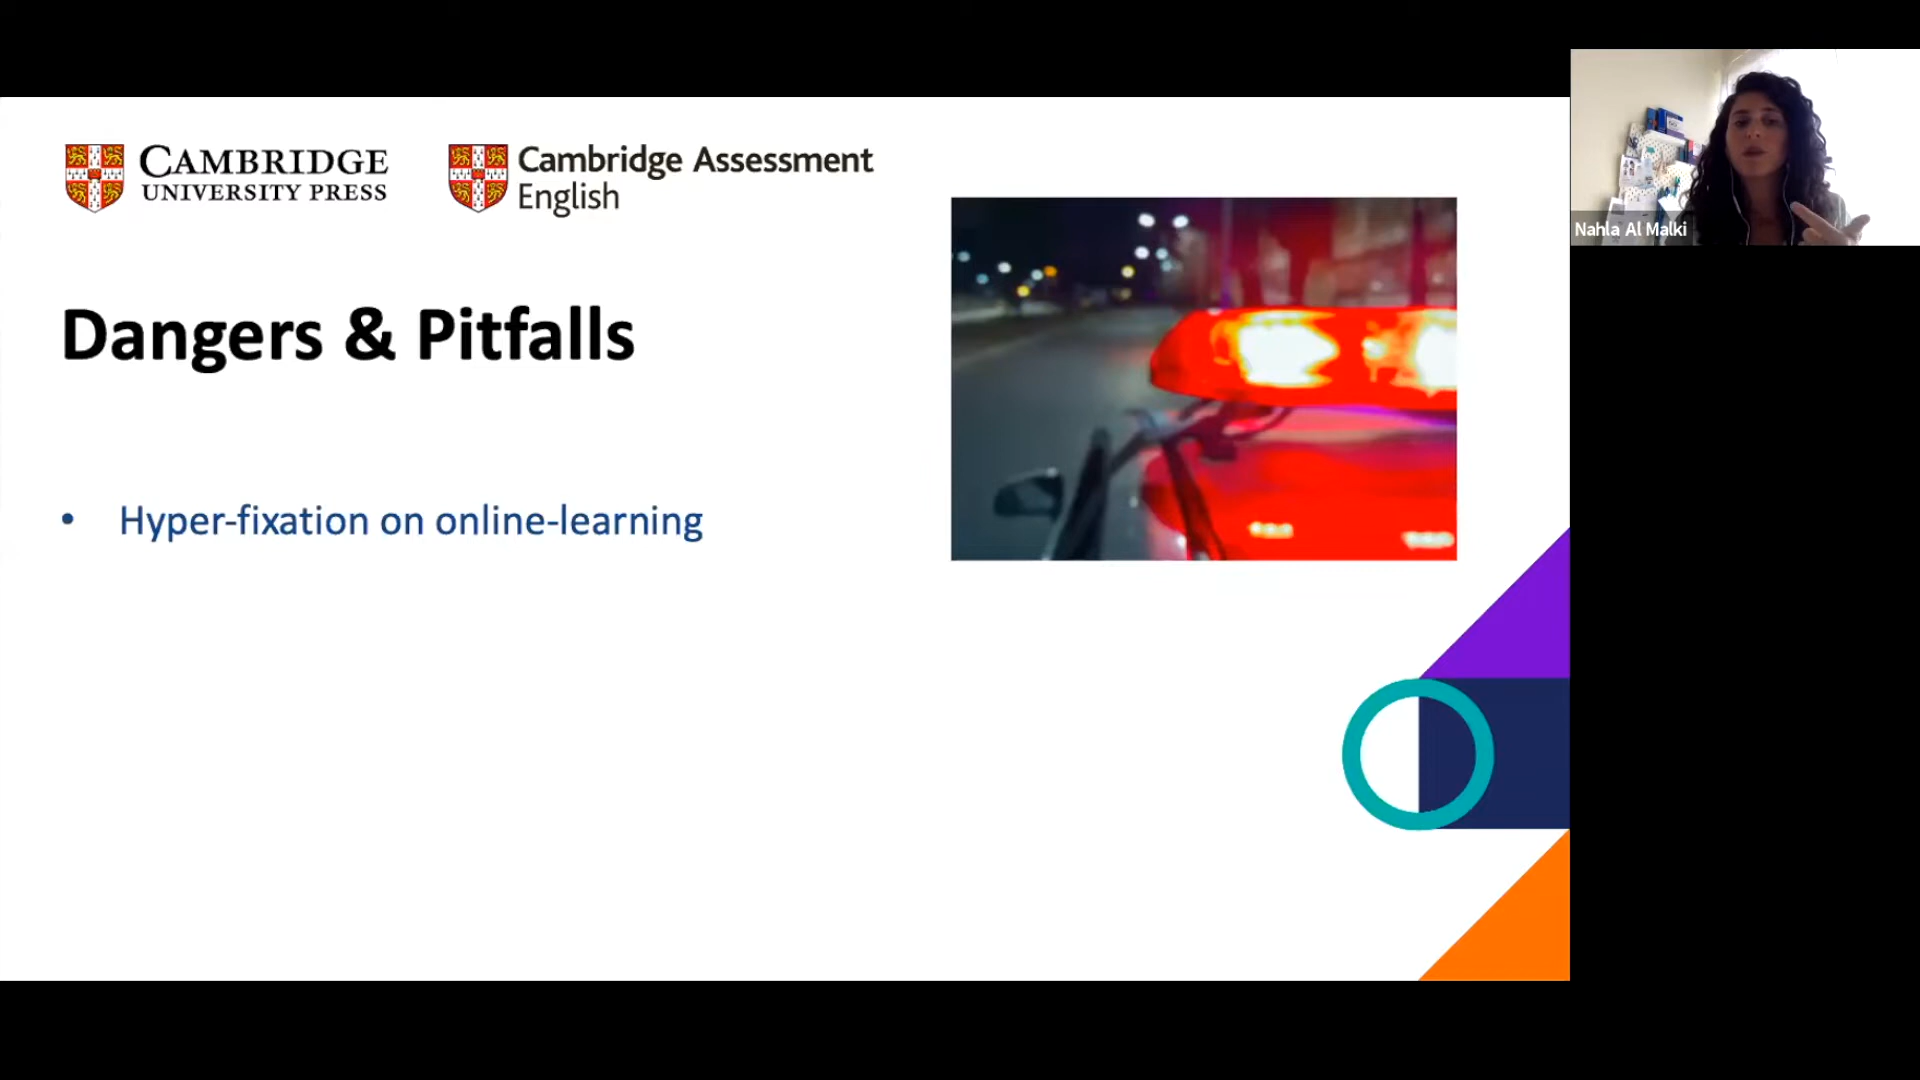 CAMBRIDGE
UNIVERSITY PRESS
Cambridge Assessment
English
Nahla Al Malki
Dangers & Pitfalls
• Hyper-fixation on online-learning